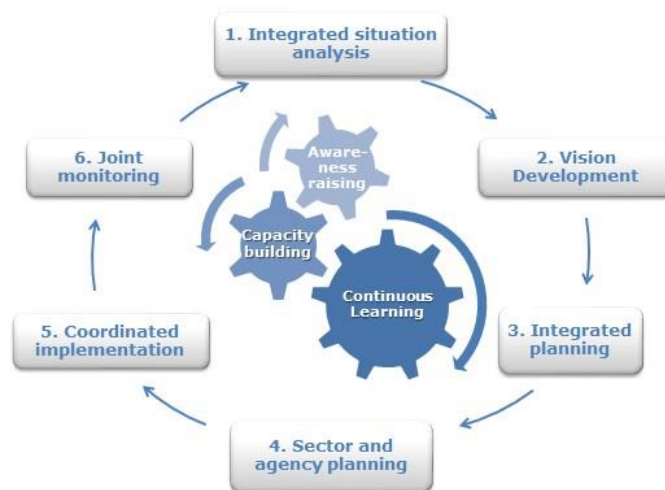 1. Integrated situation
analysis
2. Vision
Development
3. Integrated
planning
4. Sector and
agency planning
5. Coordinated
implementation
6. Joint
monitoring
Aware-
ness
raising
Capacity
building
Continuous
Learning